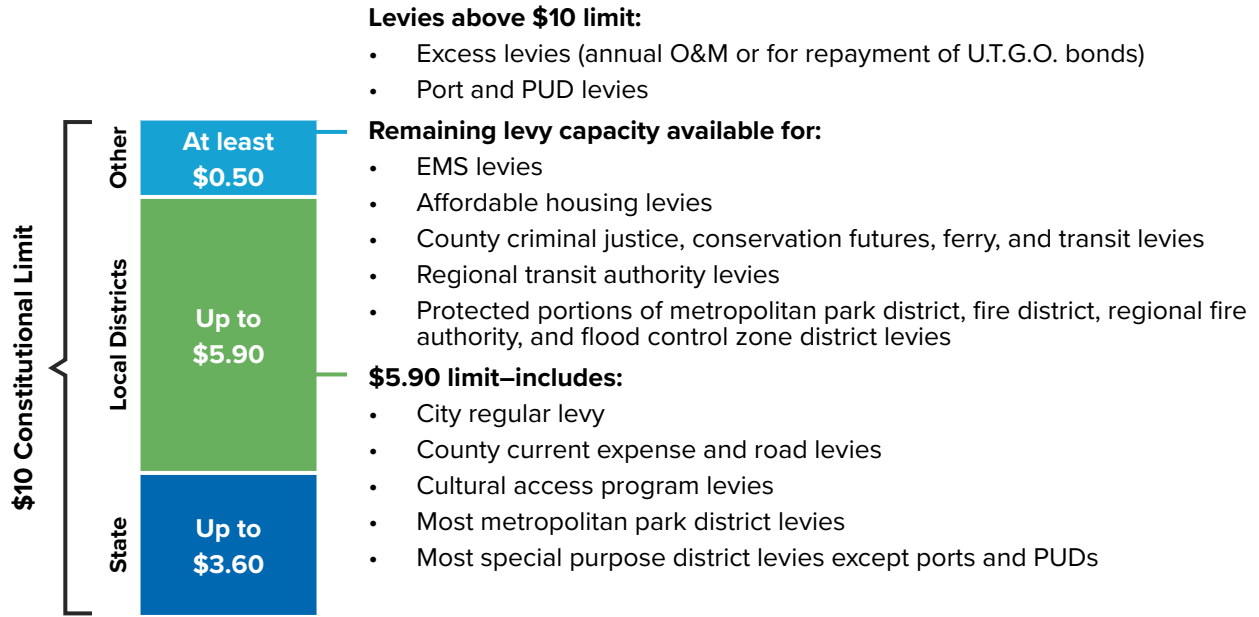 Levies above $10 limit:
• Excess levies (annual O&M or for repayment of U.T.G.O. bonds)
• Port and PUD levies
$10 Constitutional Limit
Other
At least
$0.50
Remaining levy capacity available for:
• EMS levies
• Affordable housing levies
• County criminal justice, conservation futures, ferry, and transit levies
• Regional transit authority levies
• Protected portions of metropolitan park district, fire district, regional fire
authority, and flood control zone district levies
Local Districts
Up to
$5.90
$5.90 limit–includes:
• City regular levy
• County current expense and road levies
• Cultural access program levies
• Most metropolitan park district levies
• Most special purpose district levies except ports and PUDs
State
Up to
$3.60